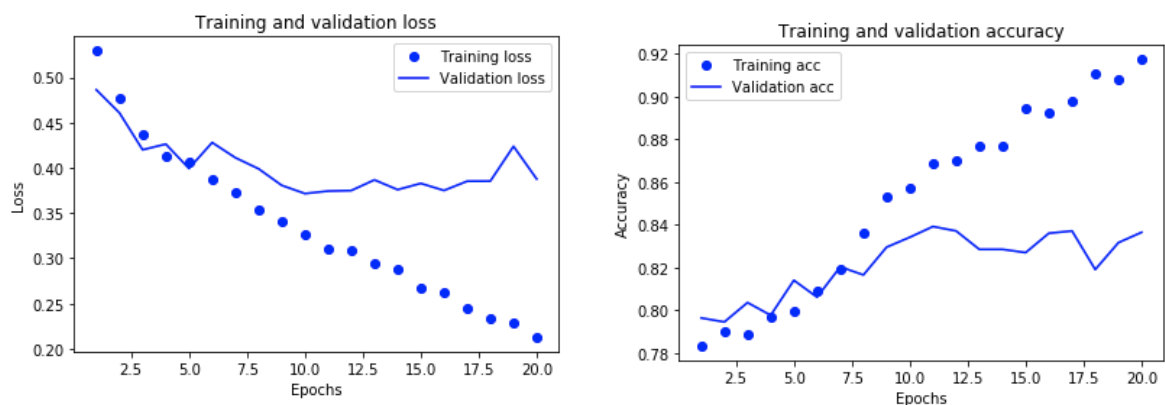 Training and validation loss
Training loss
Validation loss
0.50
0.45
0.40
0.35
0.30
0.25
0.20
Loss
2.5 5.0 7.5 10.0 12.5 15.0 17.5 20.0
Epochs
Training and validation accuracy
Training acc
Validation acc
0.92
0.90
0.88
0.86
0.84
0.82
0.80
0.78
Accuracy
2.5 5.0 7.5 10.0 12.5 15.0 17.5 20.0
Epochs